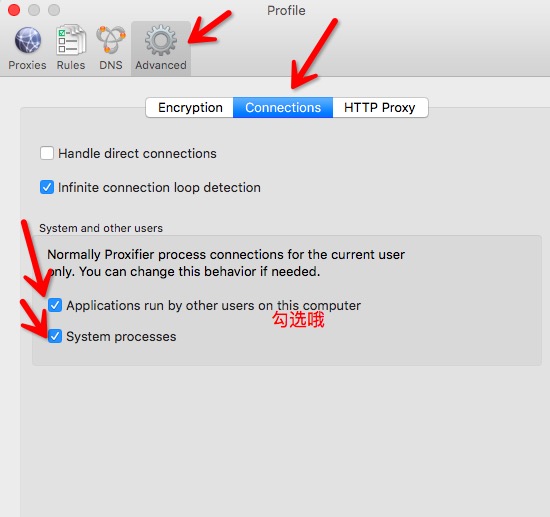 Profile
Proxies Rules DNS Advanced
Encryption Connections HTTP Proxy
Handle direct connections
Infinite connection loop detection
System and other users
Normally Proxifier process connections for the current user
only. You can change this behavior if needed.
Applications run by other users on this computer
勾选哦
System processes